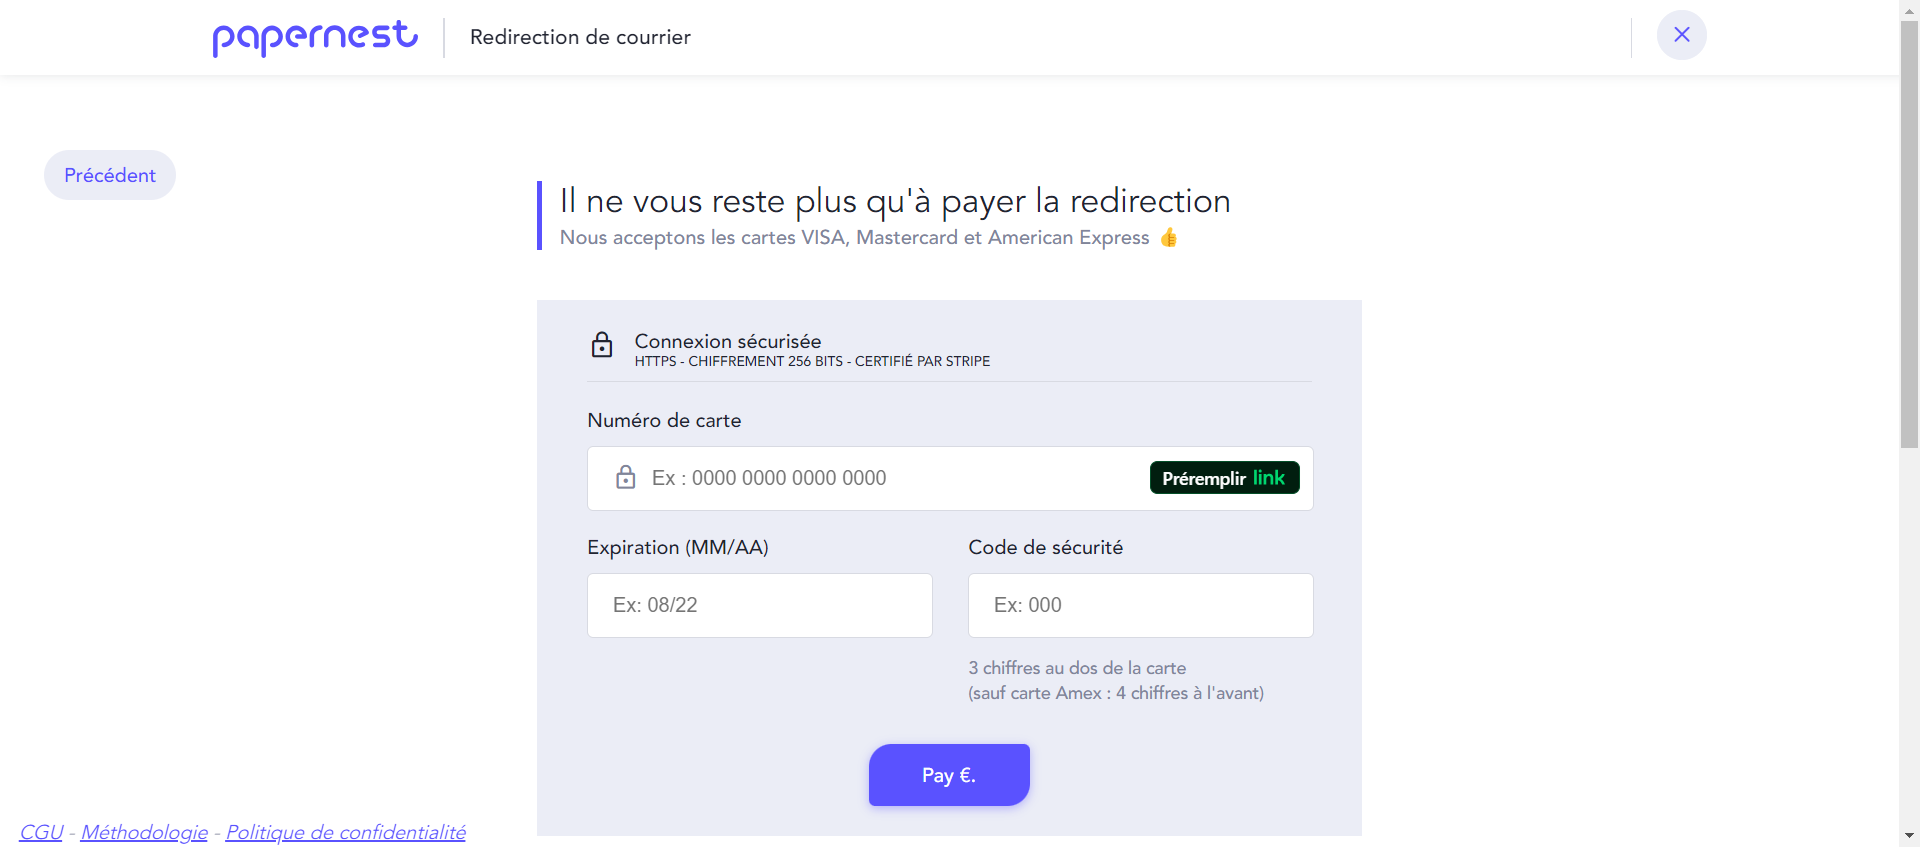 papernest
Redirection de courrier
Précédent
Il ne vous reste plus qu'à payer la redirection
Nous acceptons les cartes VISA, Mastercard et American Express 👍
Connexion sécurisée
HTTPS - CHIFFREMENT 256 BITS - CERTIFIÉ PAR STRIPE
Numéro de carte
Ex : 0000 0000 0000 0000
Préremplir link
Expiration (MM/AA)
Code de sécurité
Ex: 08/22
Ex: 000
3 chiffres au dos de la carte
(sauf carte Amex : 4 chiffres à l'avant)
Pay €.
CGU - Méthodologie - Politique de confidentialité